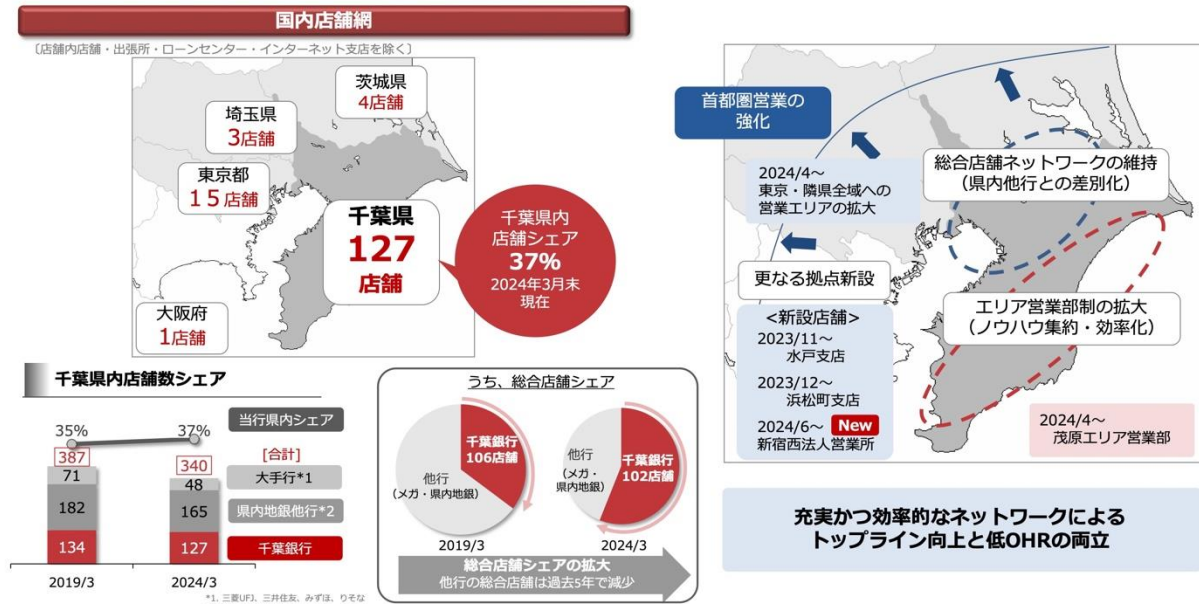 国内店舗網
〔店舗内店舗・出張所・ローンセンター・インターネット支店を除く〕
茨城県
4店舗
埼玉県
3店舗
東京都
15店舗
千葉県
127
店舗
大阪府
1店舗
千葉県内
店舗シェア
37%
2024年3月末
現在
千葉県内店舗数シェア
35%
37%
当行県内シェア
387
340
[合計]
71
48
大手行*1
182
165
県内地銀他行*2
134
127
千葉銀行
2019/3
2024/3
*1. 三菱UFJ、三井住友、みずほ、りそな
うち、総合店舗シェア
千葉銀行
106店舗
他行
（メガ・県内地銀）
2019/3
千葉銀行
102店舗
他行
（メガ・
県内地銀）
2024/3
総合店舗シェアの拡大
他行の総合店舗は過去5年で減少
首都圏営業の
強化
2024/4～
東京・隣県全域への
営業エリアの拡大
総合店舗ネットワークの維持
（県内他行との差別化）
更なる拠点新設
<新設店舗>
2023/11～
水戸支店
2023/12～
浜松町支店
2024/6～ New
新宿西法人営業所
エリア営業部制の拡大
（ノウハウ集約・効率化）
2024/4～
茂原エリア営業部
充実かつ効率的なネットワークによる
トップライン向上と低OHRの両立